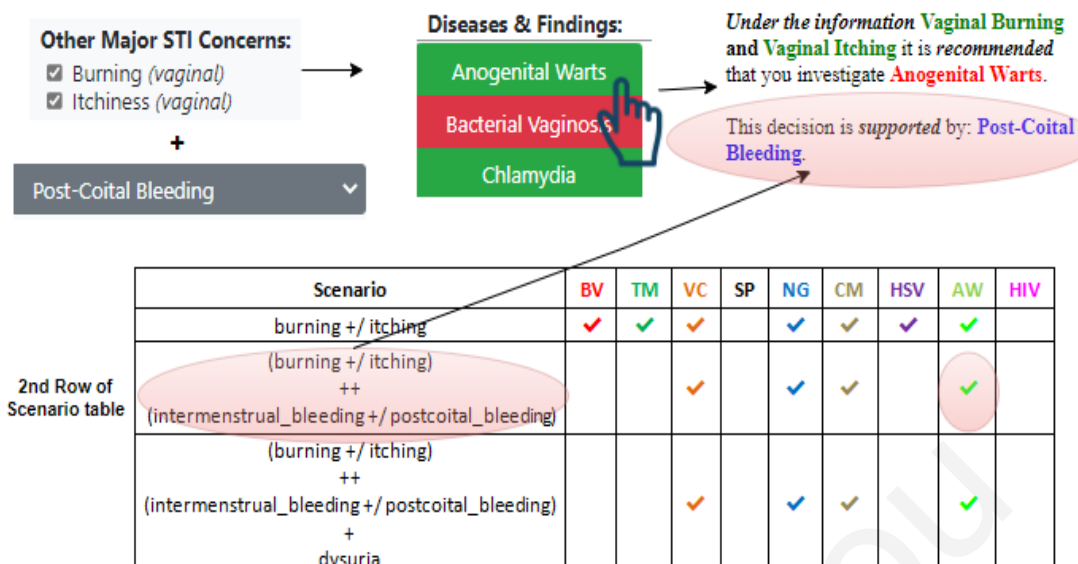 Other Major STI Concerns:
Burning (vaginal)
Itchiness (vaginal)
+
Post-Coital Bleeding
Diseases & Findings:
Anogenital Warts
Bacterial Vaginosis
Chlamydia
Under the information Vaginal Burning
and Vaginal Itching it is recommended
that you investigate Anogenital Warts.
This decision is supported by: Post-Coital
Bleeding.
Scenario BV TM VC SP NG CM HSV AW HIV
burning +/ itching ✔ ✔ ✔ ✔ ✔ ✔ ✔
2nd Row of
Scenario table
(burning +/ itching)
++
(intermenstrual_bleeding +/ postcoital_bleeding)
✔ ✔ ✔ ✔
(burning +/ itching)
++
(intermenstrual_bleeding +/ postcoital_bleeding)
+
dysuria
✔ ✔ ✔ ✔